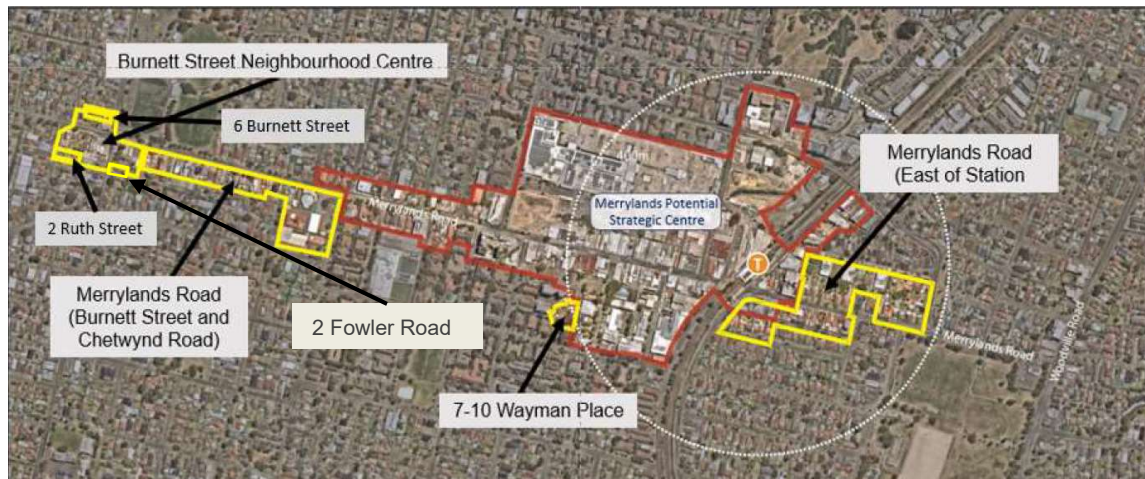 Burnett Street Neighbourhood Centre
6 Burnett Street
2 Ruth Street
Merrylands Road
(Burnett Street and
Chetwynd Road)
2 Fowler Road
7-10 Wayman Place
Merrylands Road
400m
Merrylands Potential
Strategic Centre
T
Merrylands Road
(East of Station
Merrylands Road
Woodville Road